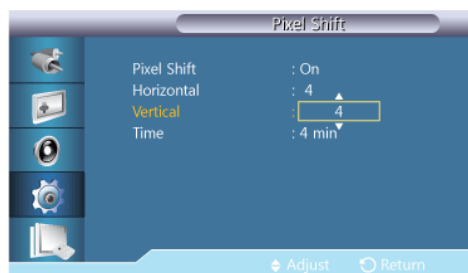 Pixel Shift
Pixel Shift : On
Horizontal : 4
Vertical : 4
Time : 4 min
Adjust Return